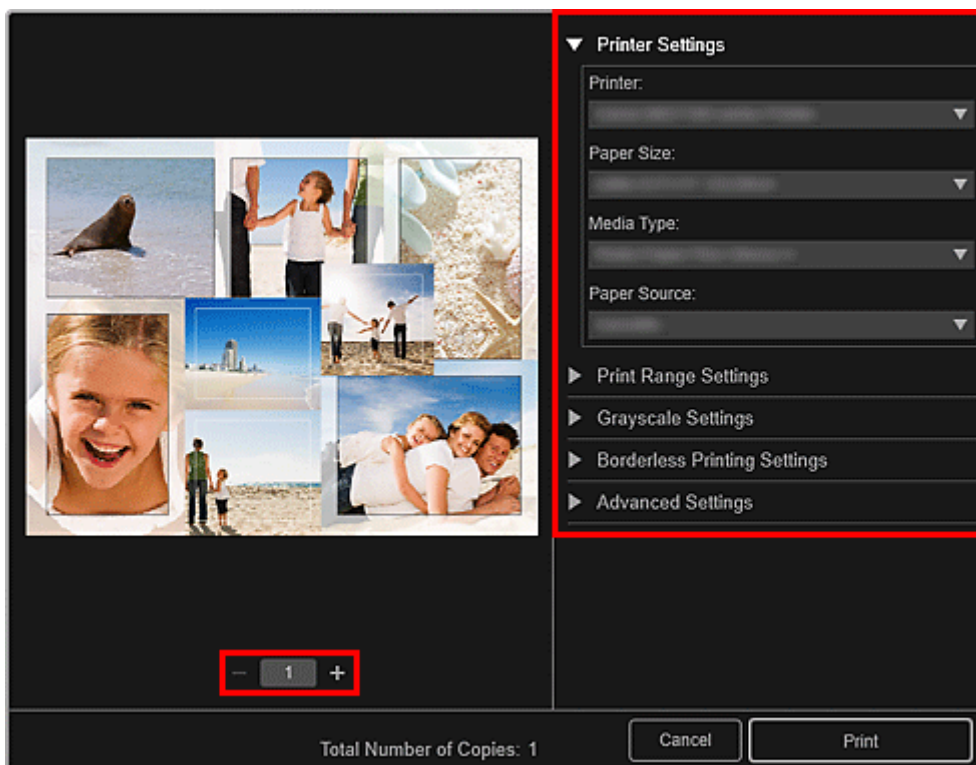 Printer Settings
Printer:
Paper Size:
Media Type:
Paper Source:
Print Range Settings
Grayscale Settings
Borderless Printing Settings
Advanced Settings
− 1 +
Total Number of Copies: 1
Cancel
Print